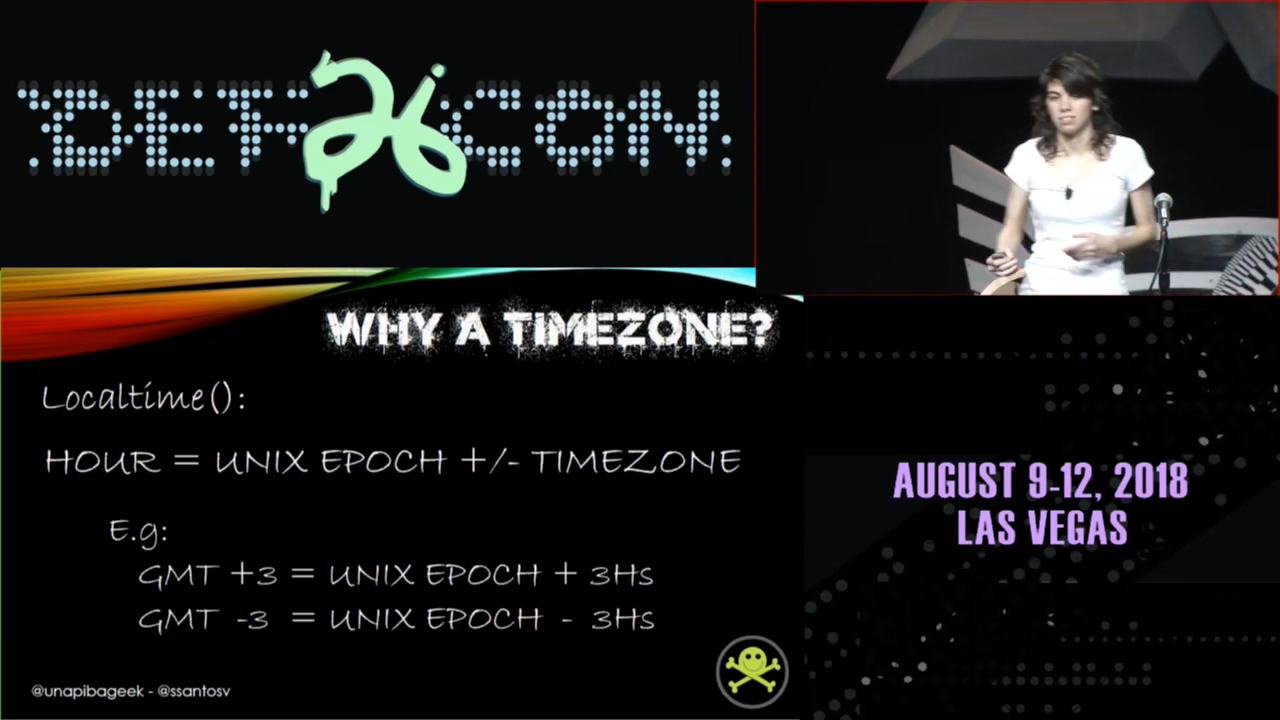 DEF 26 CON
WHY A TIMEZONE?
Localtime():
HOUR = UNIX EPOCH +/- TIMEZONE
E.g:
GMT +3 = UNIX EPOCH + 3Hs
GMT -3 = UNIX EPOCH - 3Hs
@unapibageek - @ssantosv
AUGUST 9-12, 2018
LAS VEGAS